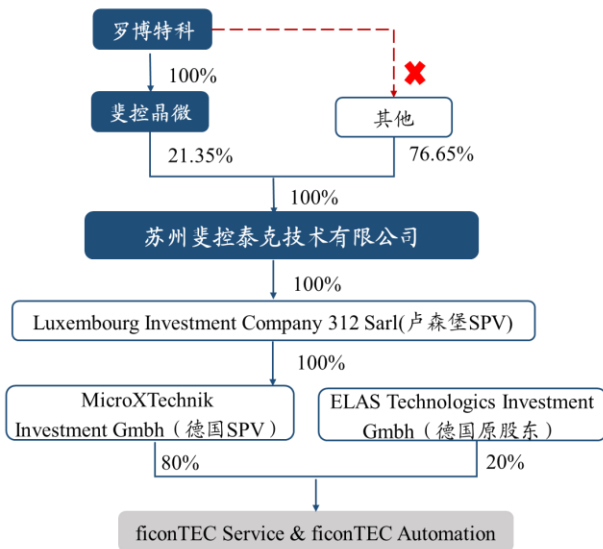 罗博特科
100%
斐控晶微
其他
21.35%
76.65%
100%
苏州斐控泰克技术有限公司
100%
Luxembourg Investment Company 312 Sarl(卢森堡SPV)
100%
MicroXTechnik
Investment Gmbh（德国SPV）
ELAS Technologics Investment
Gmbh（德国原股东）
80%
20%
ficonTEC Service & ficonTEC Automation